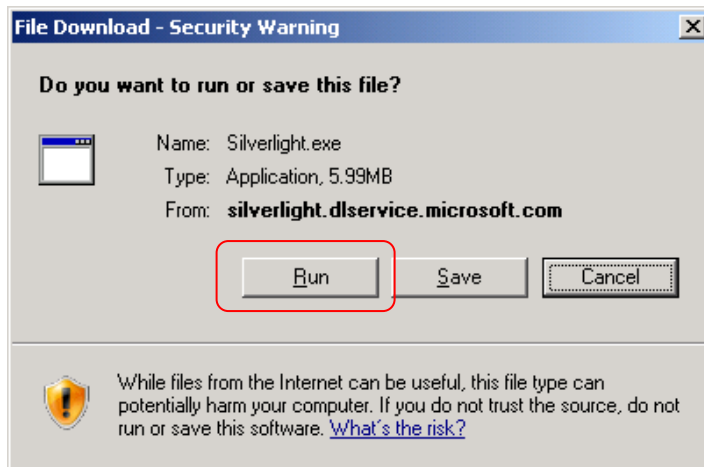 File Download - Security Warning
Do you want to run or save this file?
Name: Silverlight.exe
Type: Application, 5.99MB
From: silverlight.dlservice.microsoft.com
Run Save Cancel
While files from the Internet can be useful, this file type can
potentially harm your computer. If you do not trust the source, do not
run or save this software. What's the risk?